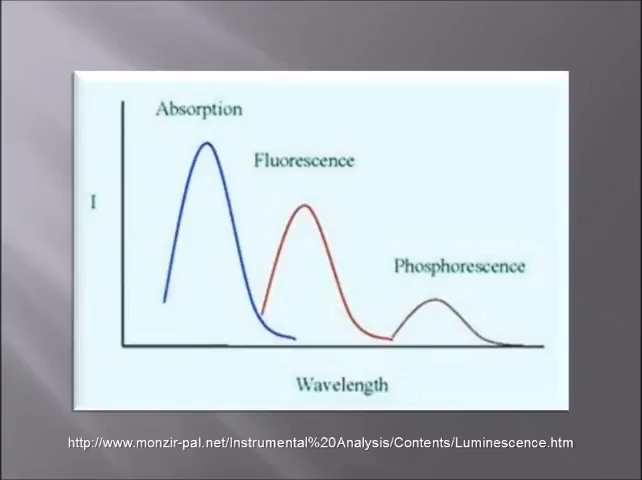 Absorption
Fluorescence
I
Phosphorescence
Wavelength
http://www.monzir-pal.net/Instrumental%20Analysis/Contents/Luminescence.htm